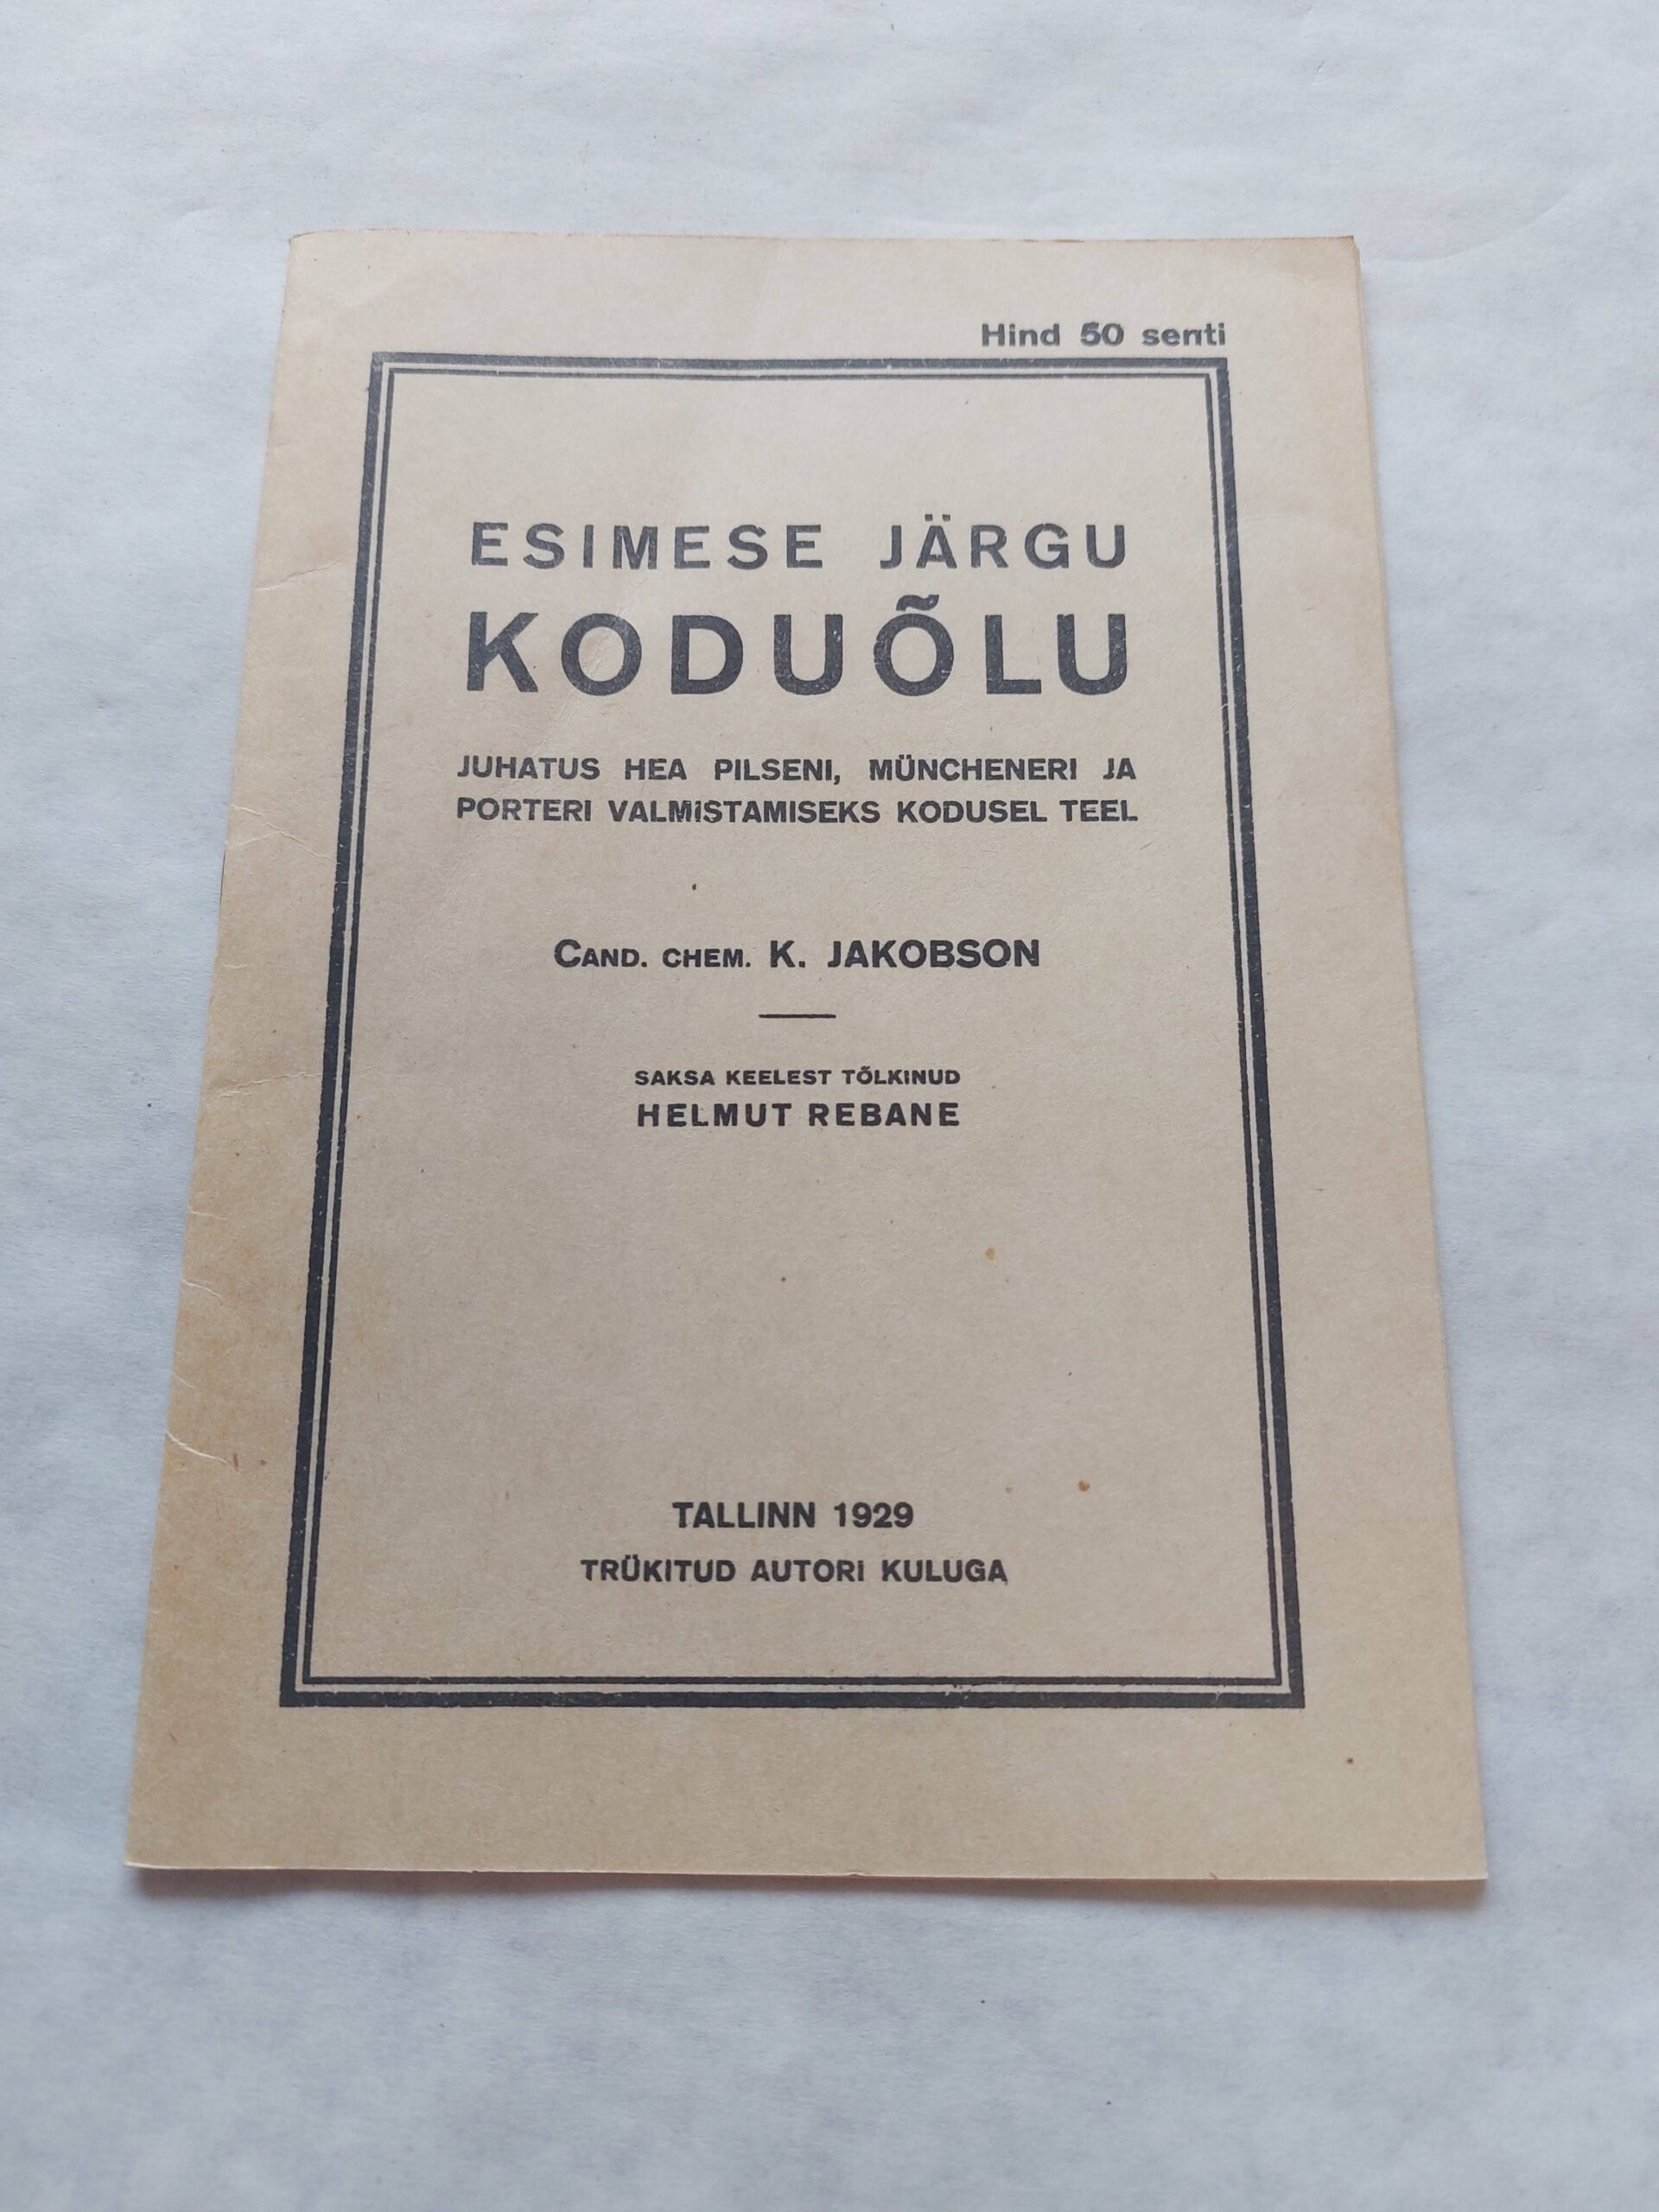 Hind 50 senti
ESIMESE JÄRGU
KODUÕLU
JUHATUS HEA PILSENI, MÜNCHENERI JA
PORTERI VALMISTAMISEKS KODUSEL TEEL
CAND. CHEM. K. JAKOBSON
SAKSA KEELEST TÕLKINUD
HELMUT REBANE
TALLINN 1929
TRÜKITUD AUTORI KULUGA